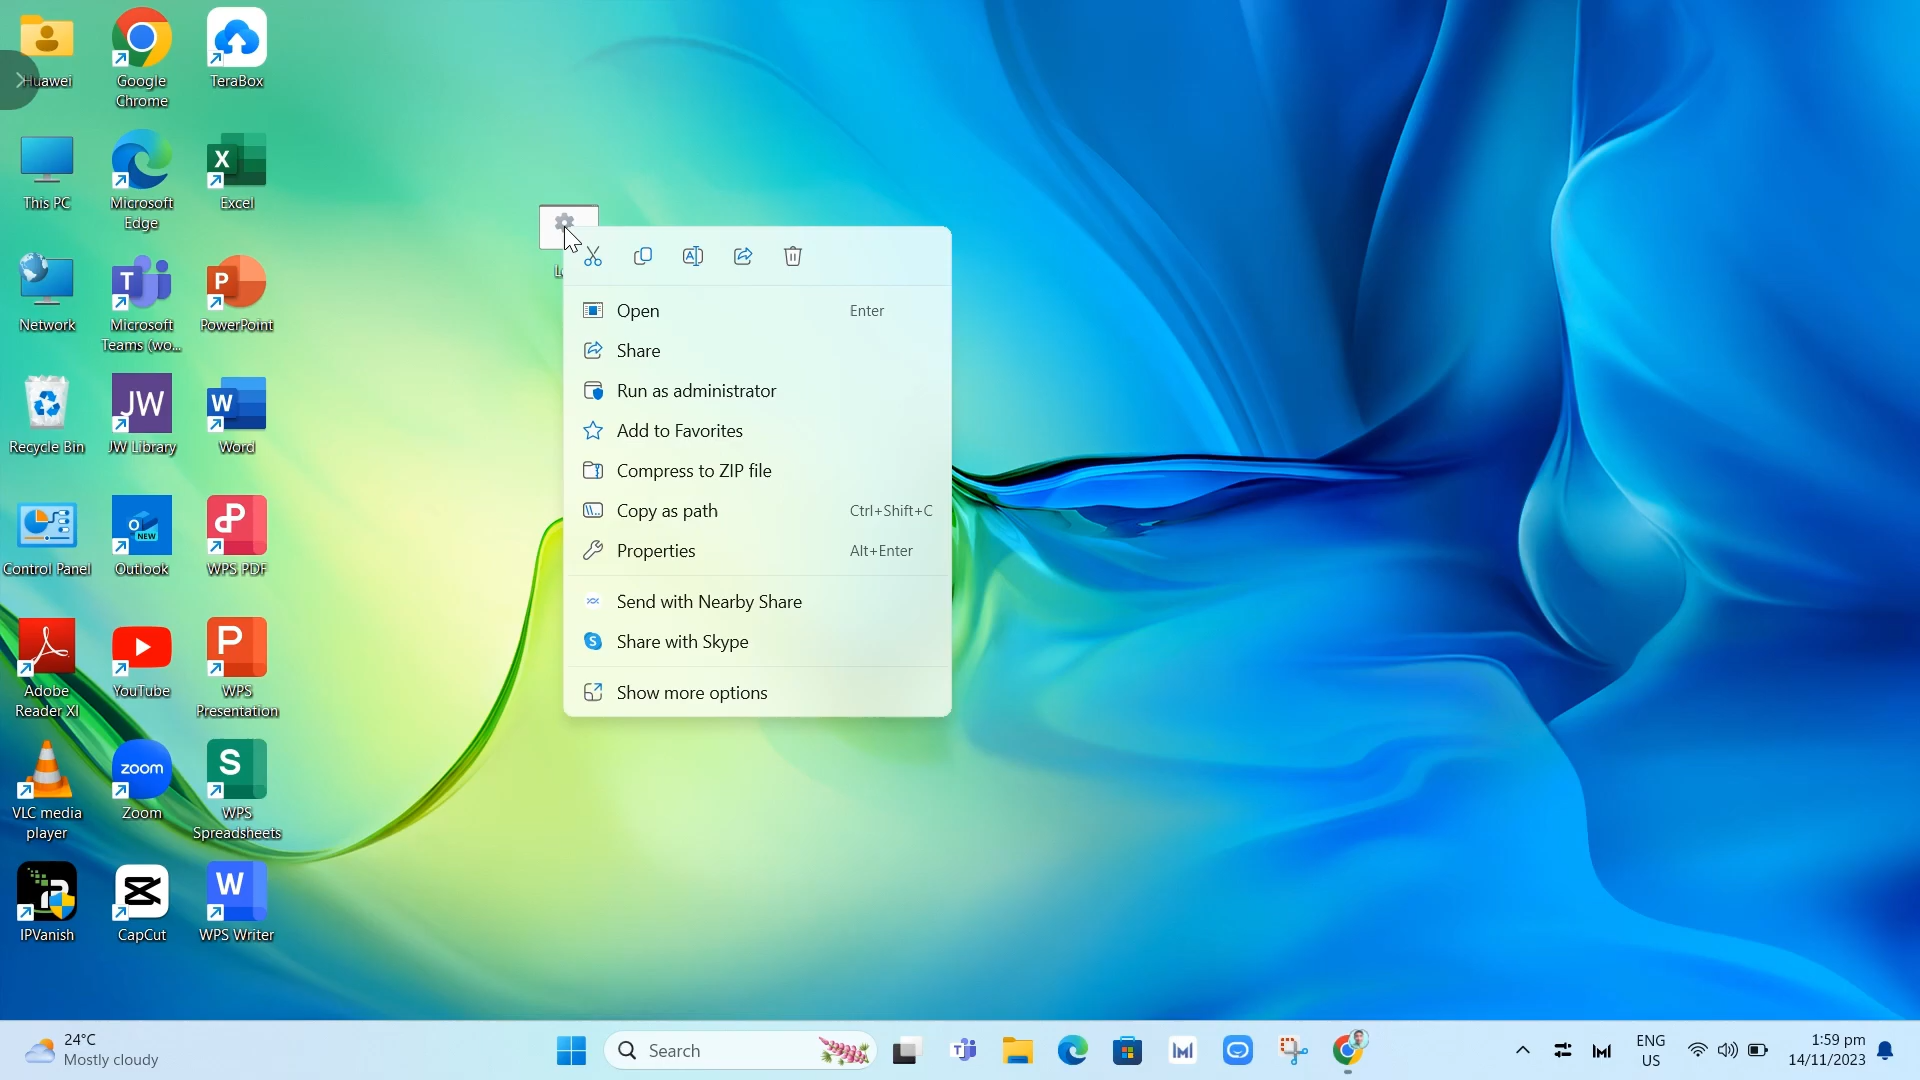 Huawei
Google
Chrome
TeraBox
This PC
Microsoft
Edge
Excel
Network
Microsoft
Teams (wo...
PowerPoint
Recycle Bin
JW
JW Library
Word
Control Panel
NEW
Outlook
WPS PDF
Adobe
Reader XI
YouTube
WPS
Presentation
VLC media
player
zoom
Zoom
WPS
Spreadsheets
IPVanish
CapCut
WPS Writer
Open Enter
Share
Run as administrator
Add to Favorites
Compress to ZIP file
Copy as path Ctrl+Shift+C
Properties Alt+Enter
Send with Nearby Share
Share with Skype
Show more options
24°C
Mostly cloudy
Search
ENG
US
1:59 pm
14/11/2023